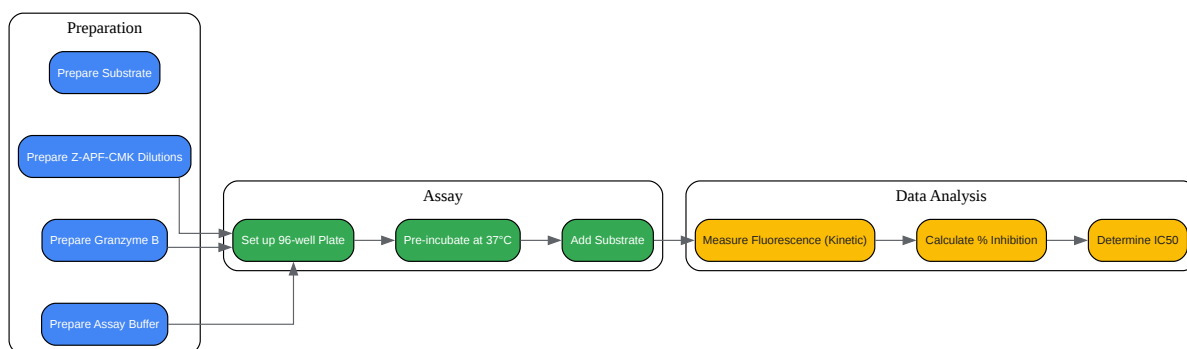 Preparation
Prepare Substrate
Prepare Z-APF-CMK Dilutions
Prepare Granzyme B
Prepare Assay Buffer
Assay
Set up 96-well Plate
Pre-incubate at 37°C
Add Substrate
Data Analysis
Measure Fluorescence (Kinetic)
Calculate % Inhibition
Determine IC50